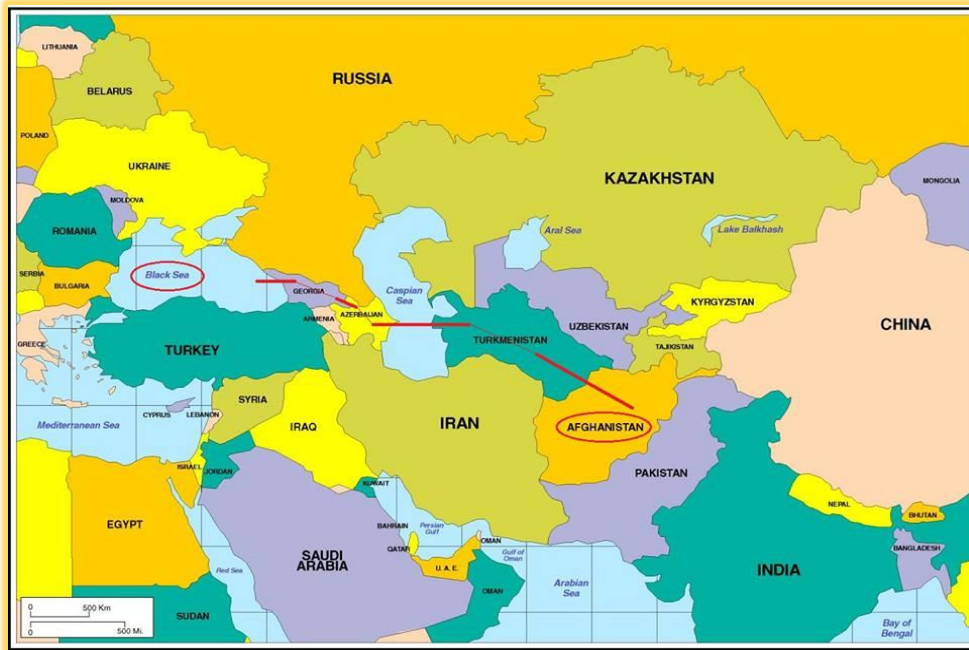 LITHUANIA
BELARUS
RUSSIA
POLAND
UKRAINE
KAZAKHSTAN
MONGOLIA
MOLDOVA
ROMANIA
Aral Sea
Lake Balkhash
SERBIA
Black Sea
BULGARIA
GEORGIA
Caspian
Sea
KYRGYZSTAN
ARMENIA
AZERBAIJAN
UZBEKISTAN
CHINA
GREECE
TURKEY
TURKMENISTAN
TAJIKISTAN
SYRIA
CYPRUS
LEBANON
Mediterranean Sea
IRAQ
IRAN
AFGHANISTAN
ISRAEL
JORDAN
PAKISTAN
KUWAIT
NEPAL
BHUTAN
EGYPT
BAHRAIN
Persian
Gulf
OMAN
QATAR
Gulf of
Oman
BANGLADESH
SAUDI
ARABIA
U. A. E.
Red Sea
OMAN
Arabian
Sea
INDIA
0
500 Km
0
500 Mi.
SUDAN
Bay of
Bengal